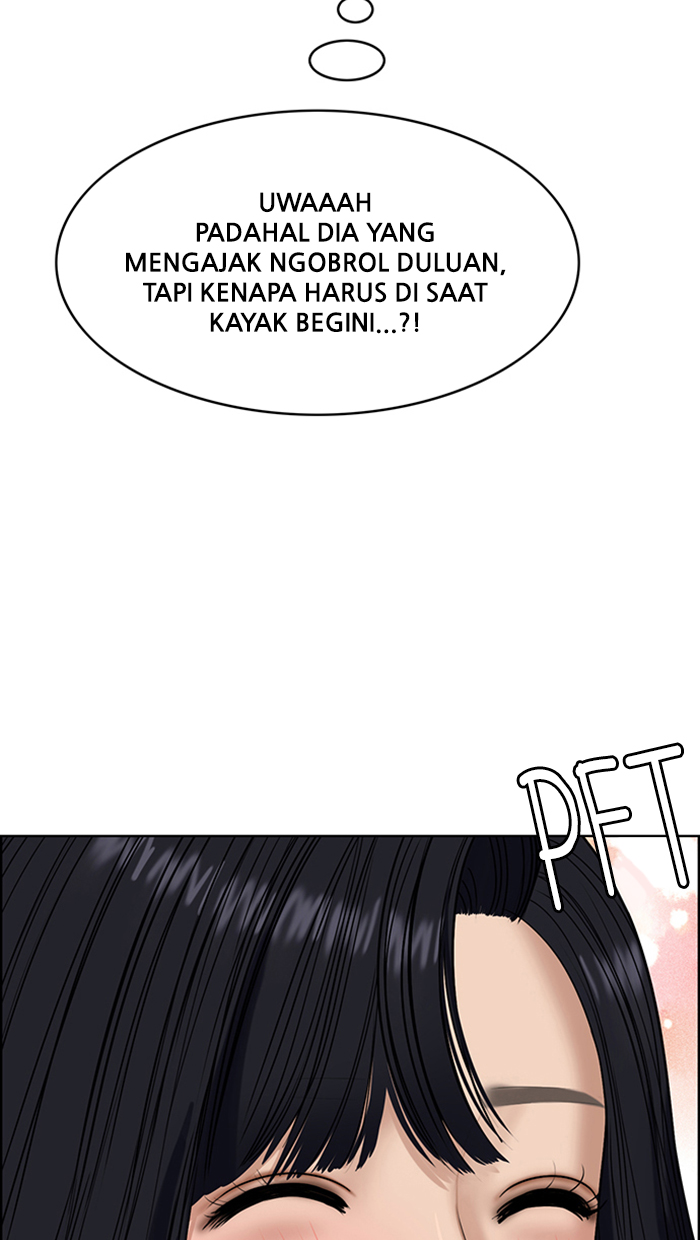 UWAAAH
PADAHAL DIA YANG
MENGAJAK NGOBROL DULUAN,
TAPI KENAPA HARUS DI SAAT
KAYAK BEGINI...?!
PFT